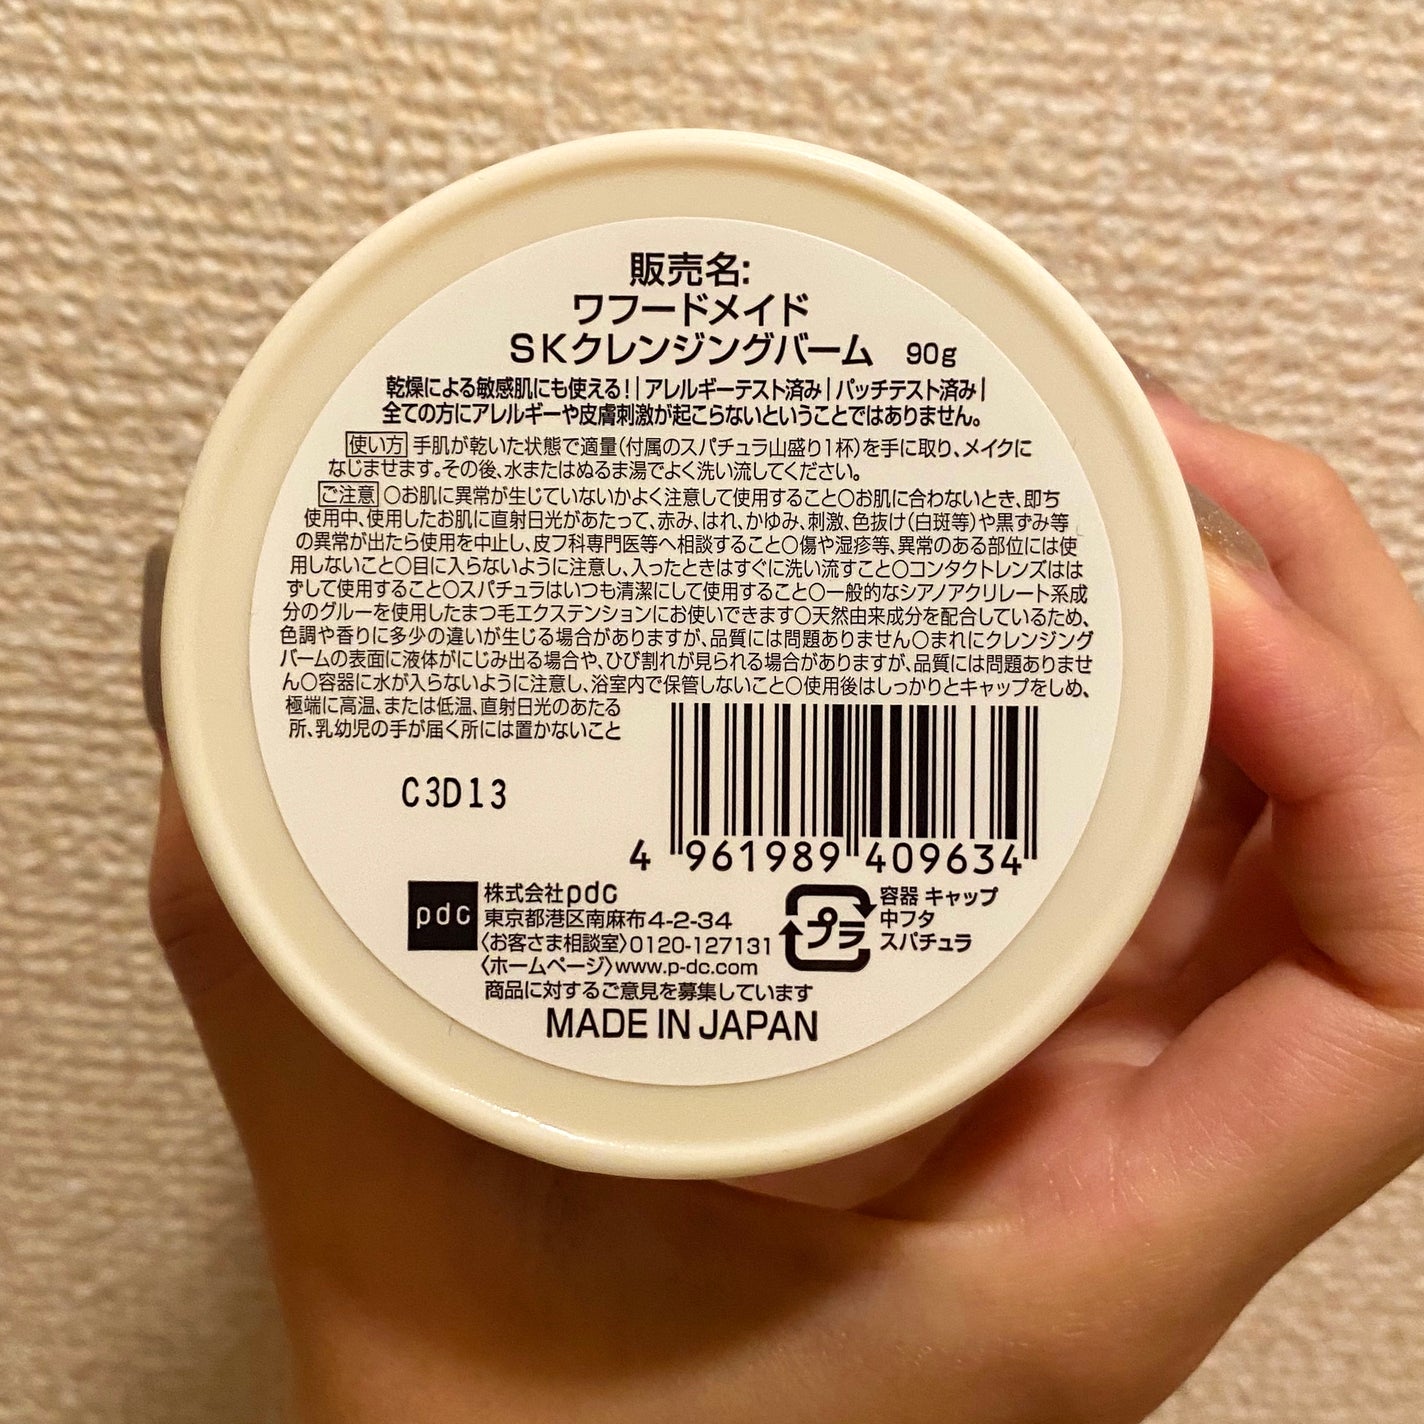 販売名:
ワフードメイド
SKクレンジングバーム 90g
乾燥による敏感肌にも使える!|アレルギーテスト済み|パッチテスト済み|
全ての方にアレルギーや皮膚刺激が起こらないということではありません。
使い方 手肌が乾いた状態で適量(付属のスパチュラ山盛り1杯)を手に取り、メイクに
なじませます。その後、水またはぬるま湯でよく洗い流してください。
ご注意 〇お肌に異常が生じていないかよく注意して使用すること〇お肌に合わないとき、即ち
使用中、使用したお肌に直射日光があたって、赤み、はれ、かゆみ、刺激、色抜け(白斑等)や黒ずみ等
の異常が出たら使用を中止し、皮フ科専門医等へ相談すること〇傷や湿疹等、異常のある部位には使
用しないこと〇目に入らないように注意し、入ったときはすぐに洗い流すこと〇コンタクトレンズはは
ずして使用すること〇スパチュラはいつも清潔にして使用すること〇一般的なシアノアクリレート系成
分のグルーを使用したまつ毛エクステンションにお使いできます〇天然由来成分を配合しているため、
色調や香りに多少の違いが生じる場合がありますが、品質には問題ありません〇まれにクレンジング
バームの表面に液体がにじみ出る場合や、ひび割れが見られる場合がありますが、品質には問題ありませ
ん〇容器に水が入らないように注意し、浴室内で保管しないこと〇使用後はしっかりとキャップをしめ、
極端に高温、または低温、直射日光のあたる
所、乳幼児の手が届く所には置かないこと
C3D13
4 961989 409634
pdc
株式会社pdc
東京都港区南麻布4-2-34
〈お客さま相談室〉0120-127131
〈ホームページ〉www.p-dc.com
商品に対するご意見を募集しています
プラ
容器 キャップ
中フタ
スパチュラ
MADE IN JAPAN